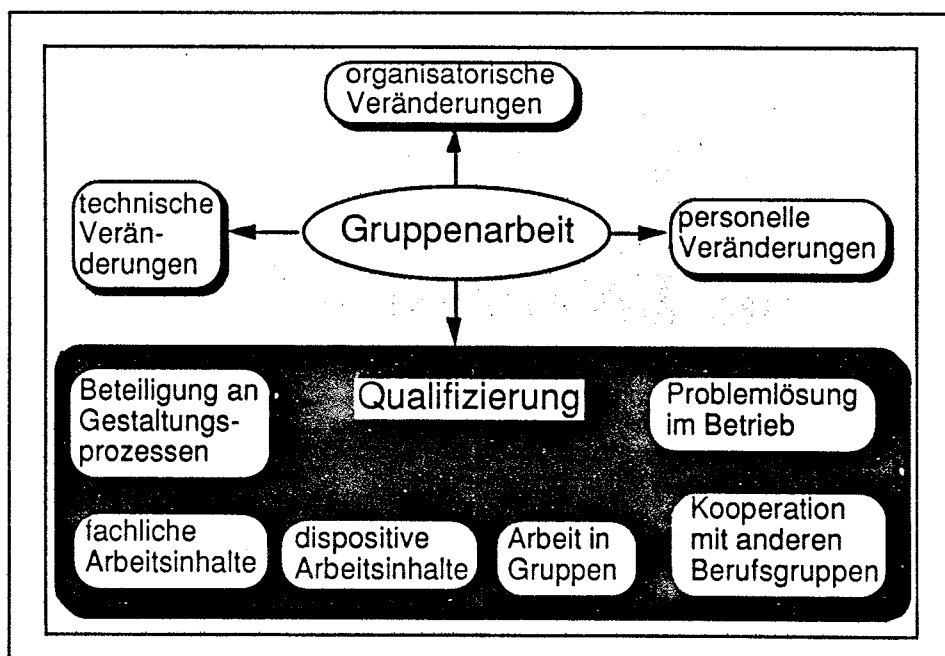 organisatorische
Veränderungen
technische
Verän-
derungen
Gruppenarbeit
personelle
Veränderungen
Qualifizierung
Beteiligung an
Gestaltungs-
prozessen
Problemlösung
im Betrieb
fachliche
Arbeitsinhalte
dispositive
Arbeitsinhalte
Arbeit in
Gruppen
Kooperation
mit anderen
Berufsgruppen